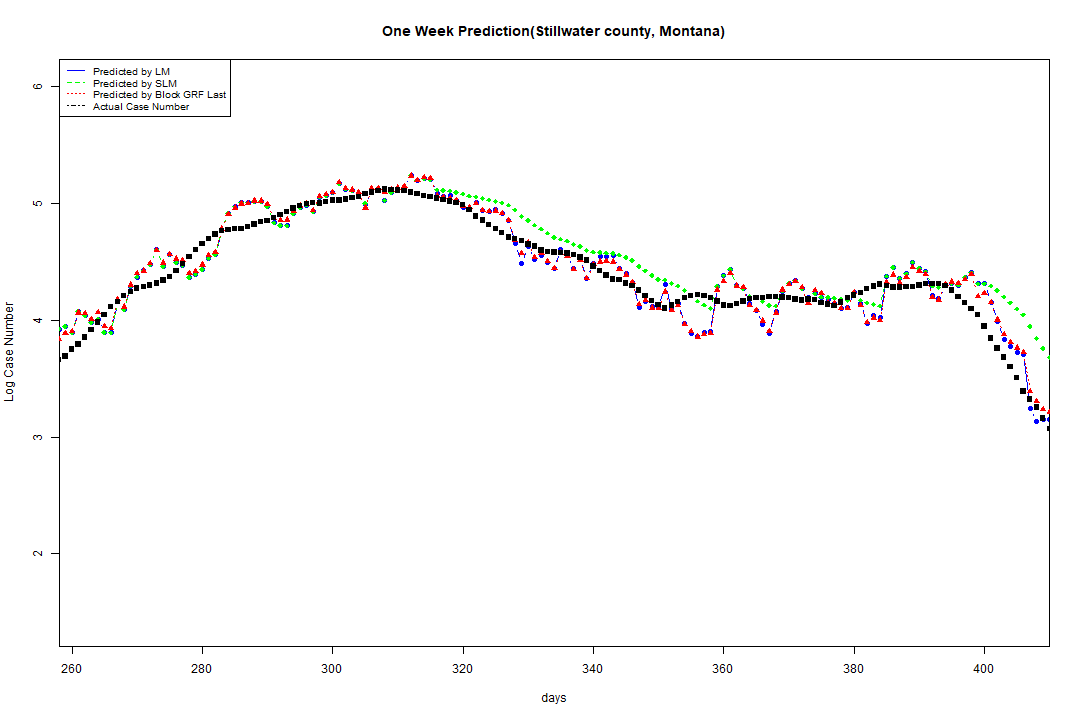 One Week Prediction(Stillwater county, Montana)
Predicted by LM
Predicted by SLM
Predicted by Block GRF Last
Actual Case Number
6
5
4
3
2
Log Case Number
260 280 300 320 340 360 380 400
days